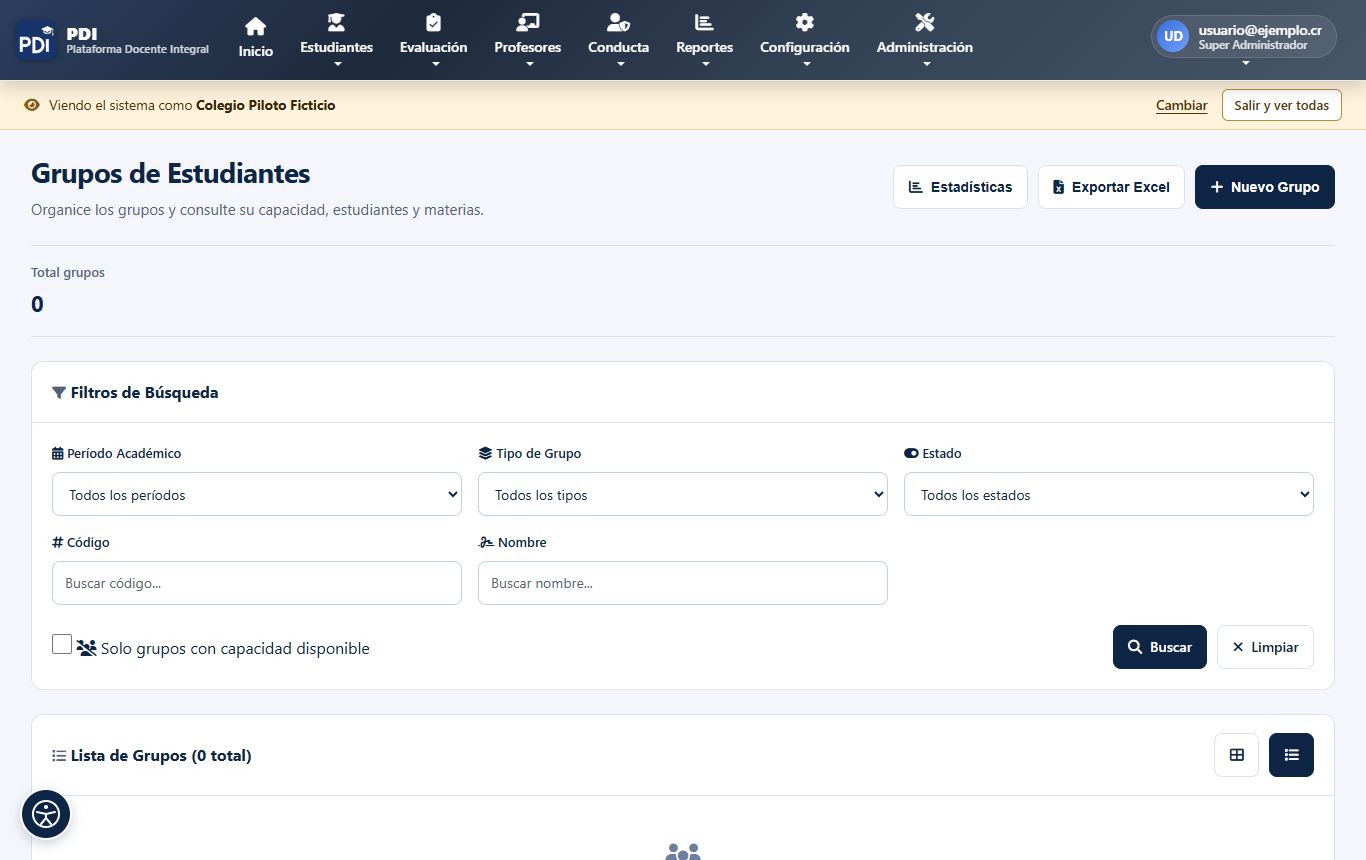 PDI
PDI
Plataforma Docente Integral
Inicio
Estudiantes
Evaluación
Profesores
Conducta
Reportes
Configuración
Administración
UD
usuario@ejemplo.cr
Super Administrador
Viendo el sistema como Colegio Piloto Ficticio
Cambiar
Salir y ver todas
Grupos de Estudiantes
Organice los grupos y consulte su capacidad, estudiantes y materias.
Estadísticas
Exportar Excel
Nuevo Grupo
Total grupos
0
Filtros de Búsqueda
Período Académico
Tipo de Grupo
Estado
Todos los períodos
Todos los tipos
Todos los estados
Código
Nombre
Buscar código...
Buscar nombre...
Solo grupos con capacidad disponible
Buscar
Limpiar
Lista de Grupos (0 total)